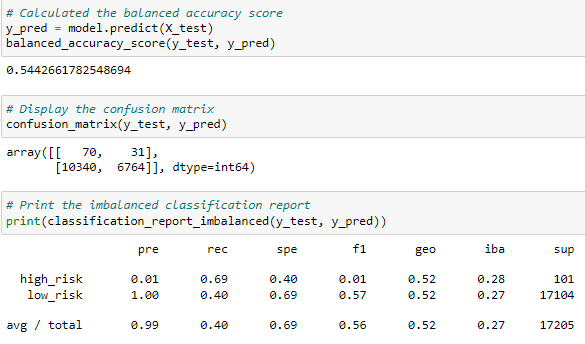 # Calculated the balanced accuracy score
y_pred = model.predict(X_test)
balanced_accuracy_score(y_test, y_pred)
0.5442661782548694
# Display the confusion matrix
confusion_matrix(y_test, y_pred)
array([[   70,    31],
       [10340,  6764]], dtype=int64)
# Print the imbalanced classification report
print(classification_report_imbalanced(y_test, y_pred))
                  pre       rec       spe        f1       geo       iba       sup
  high_risk      0.01      0.69      0.40      0.01      0.52      0.28       101
   low_risk      1.00      0.40      0.69      0.57      0.52      0.27     17104
avg / total      0.99      0.40      0.69      0.56      0.52      0.27     17205